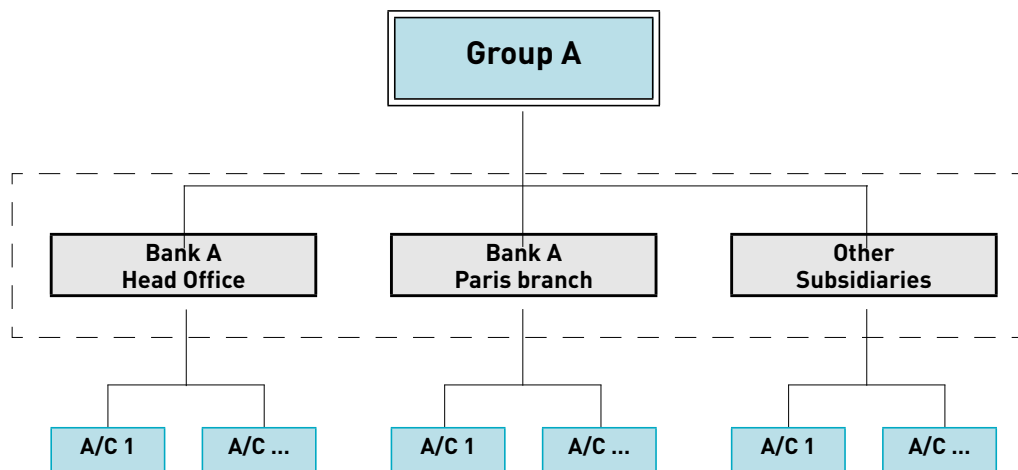 Group A
Bank A
Head Office
Bank A
Paris branch
Other
Subsidiaries
A/C 1
A/C ...
A/C 1
A/C ...
A/C 1
A/C ...